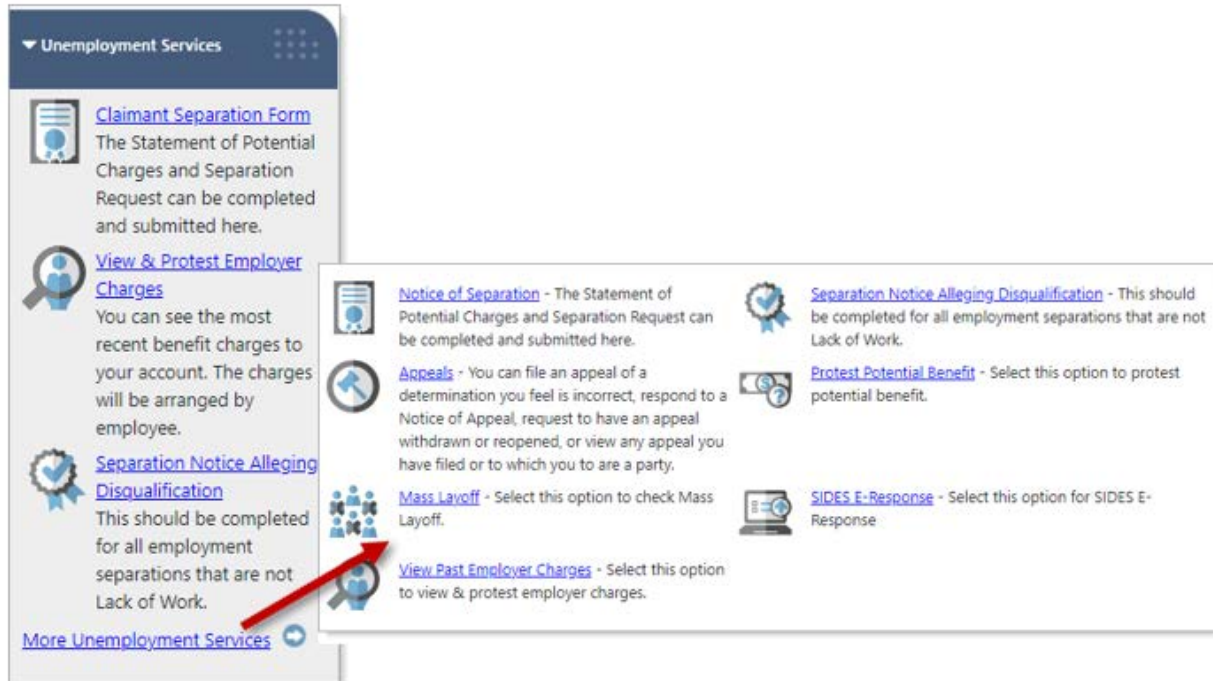 Unemployment Services
Claimant Separation Form
The Statement of Potential
Charges and Separation
Request can be completed
and submitted here.
View & Protest Employer
Charges
You can see the most
recent benefit charges to
your account. The charges
will be arranged by
employee.
Separation Notice Alleging
Disqualification
This should be completed
for all employment
separations that are not
Lack of Work.
More Unemployment Services
Notice of Separation - The Statement of
Potential Charges and Separation Request can
be completed and submitted here.
Separation Notice Alleging Disqualification - This should
be completed for all employment separations that are not
Lack of Work.
Appeals - You can file an appeal of a
determination you feel is incorrect, respond to a
Notice of Appeal, request to have an appeal
withdrawn or reopened, or view any appeal you
have filed or to which you to are a party.
Protest Potential Benefit - Select this option to protest
potential benefit.
Mass Layoff - Select this option to check Mass
Layoff.
SIDES E-Response - Select this option for SIDES E-
Response
View Past Employer Charges - Select this option
to view & protest employer charges.